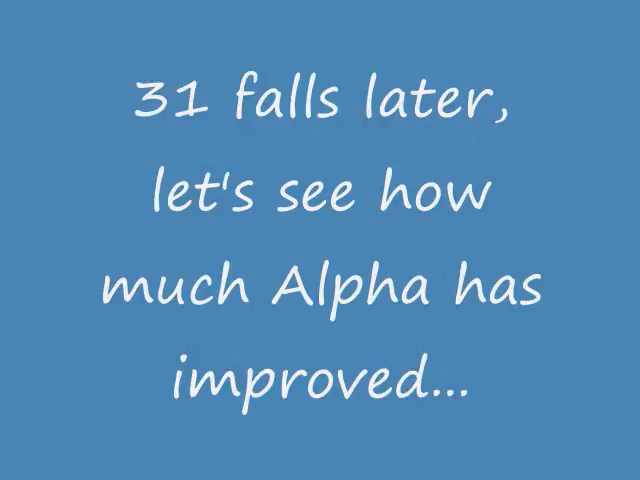 31 falls later,
let's see how
much Alpha has
improved...